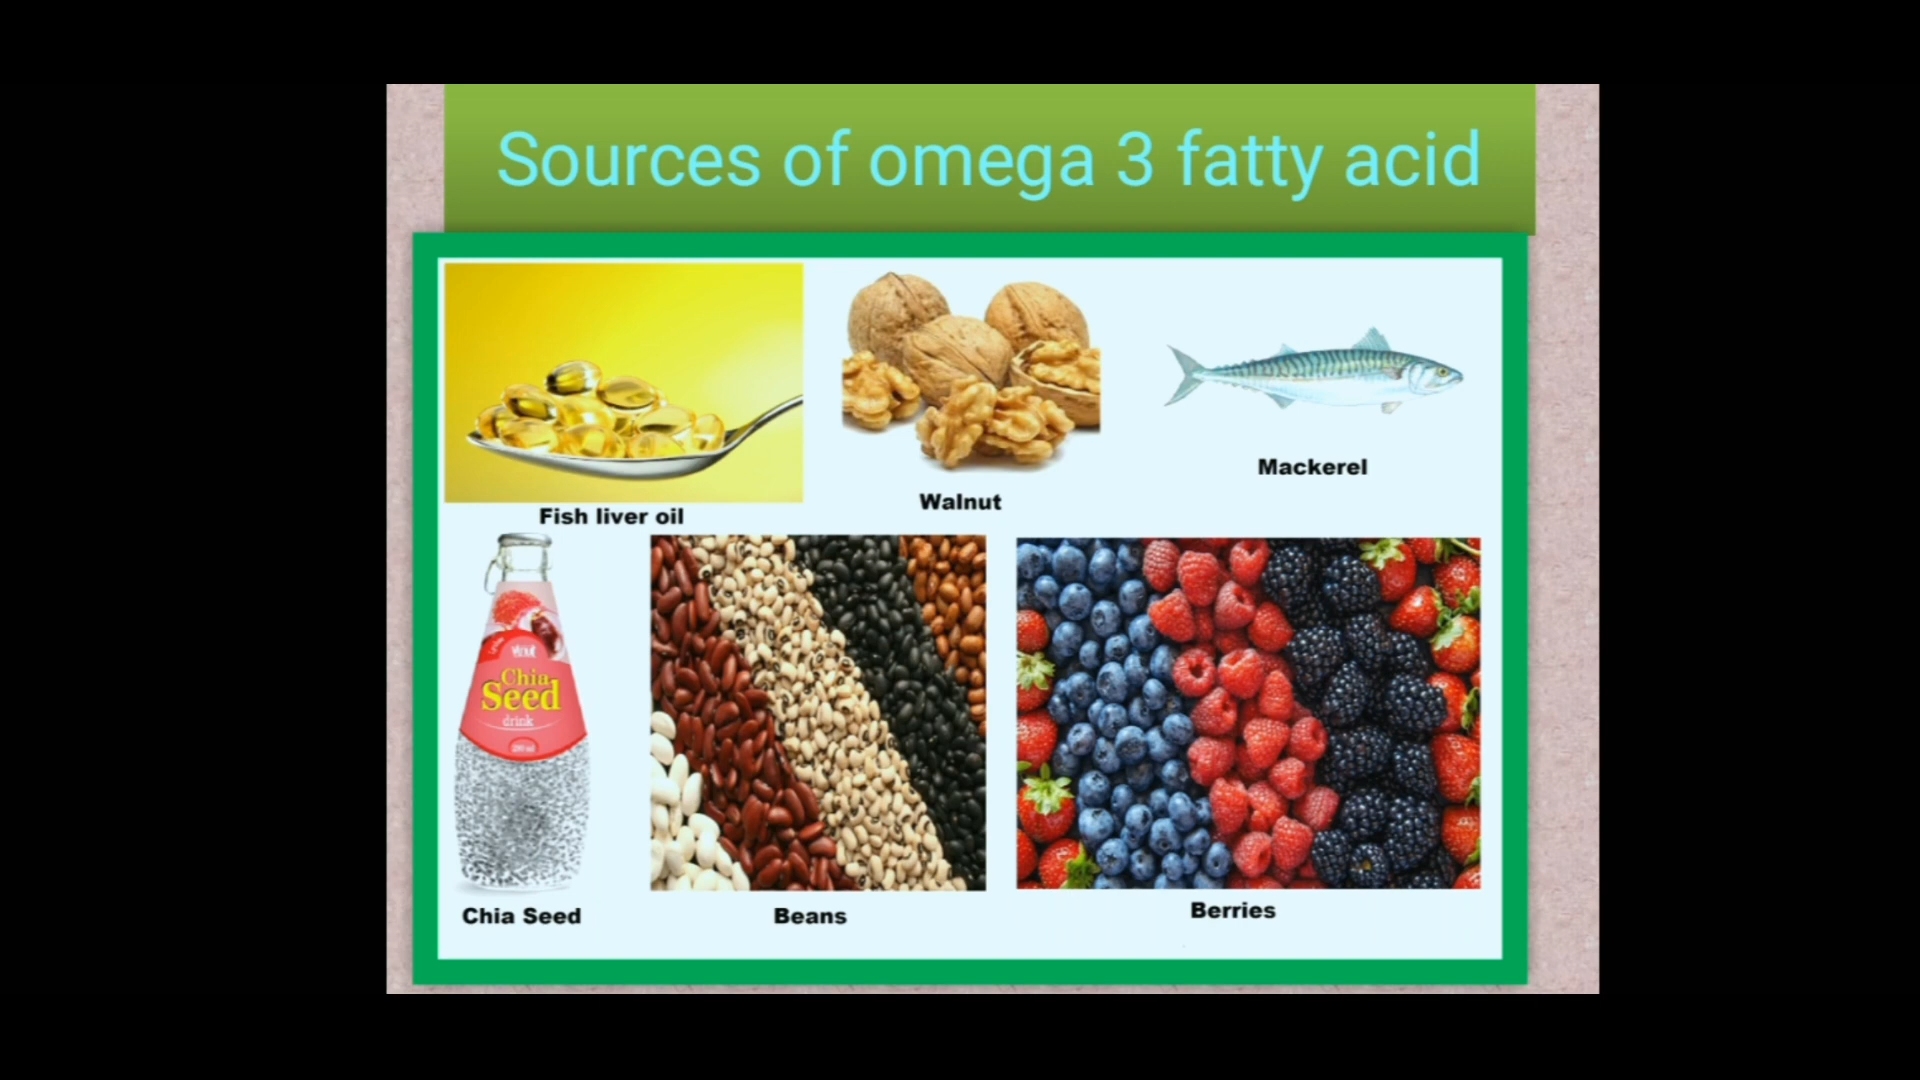 Sources of omega 3 fatty acid
Fish liver oil
Walnut
Mackerel
Chia
Seed
drink
Chia Seed
Beans
Berries